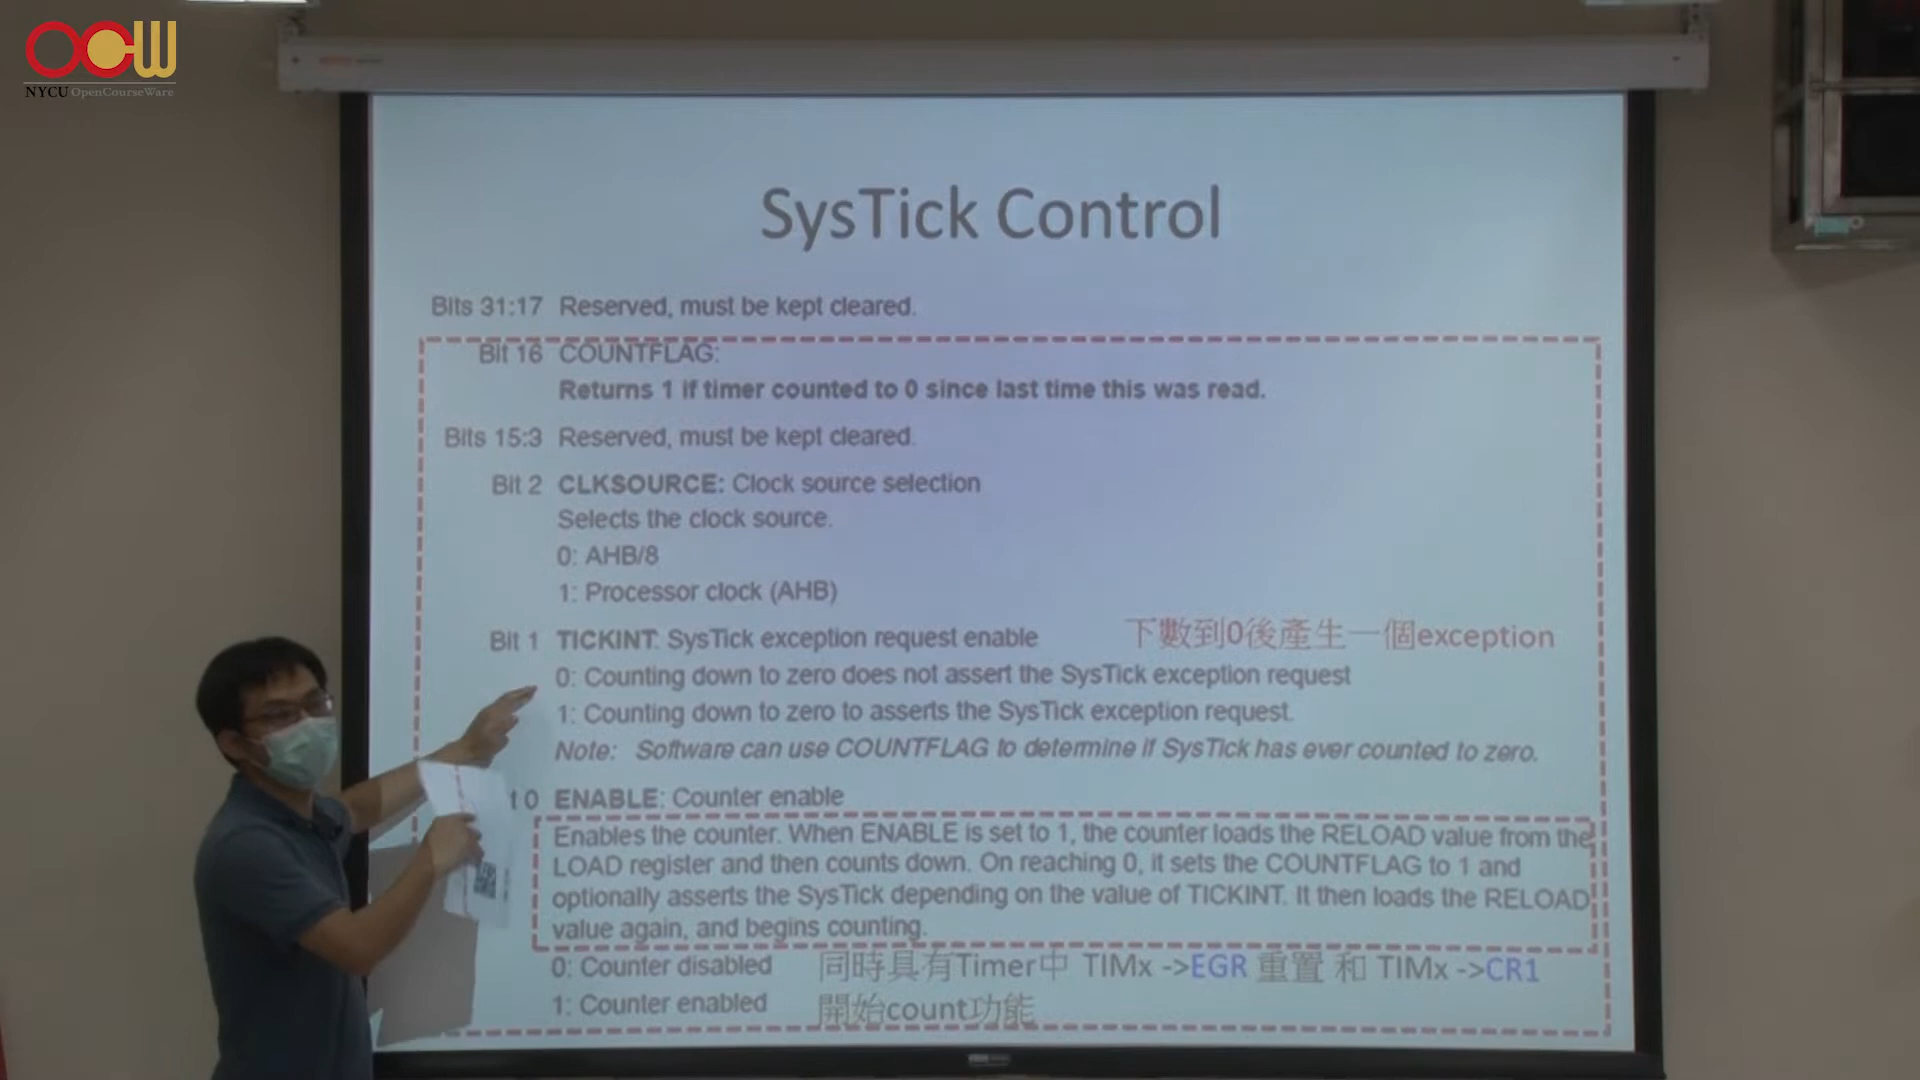 OCW
NYCU OpenCourseWare
SysTick Control
Bits 31:17 Reserved, must be kept cleared.
Bit 16 COUNTFLAG:
Returns 1 if timer counted to 0 since last time this was read.
Bits 15:3 Reserved, must be kept cleared.
Bit 2 CLKSOURCE: Clock source selection
Selects the clock source.
0: AHB/8
1: Processor clock (AHB)
Bit 1 TICKINT: SysTick exception request enable 下數到0後產生一個exception
0: Counting down to zero does not assert the SysTick exception request
1: Counting down to zero to asserts the SysTick exception request.
Note: Software can use COUNTFLAG to determine if SysTick has ever counted to zero.
t 0 ENABLE: Counter enable
Enables the counter. When ENABLE is set to 1, the counter loads the RELOAD value from the
LOAD register and then counts down. On reaching 0, it sets the COUNTFLAG to 1 and
optionally asserts the SysTick depending on the value of TICKINT. It then loads the RELOAD
value again, and begins counting.
0: Counter disabled 同時具有Timer中 TIMx ->EGR 重置 和 TIMx ->CR1
1: Counter enabled 開始count功能